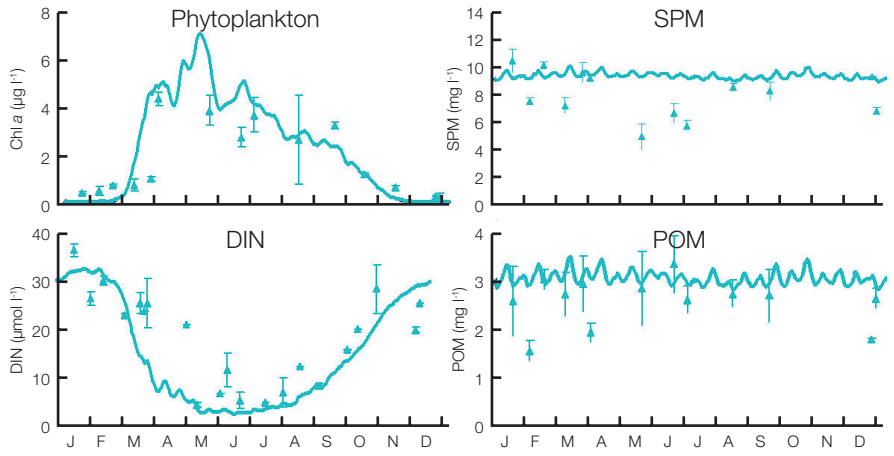 Phytoplankton
8
6
4
2
0
Chl a (µg l⁻¹)
SPM
14
12
10
8
6
4
2
0
SPM (mg l⁻¹)
DIN
40
30
20
10
0
DIN (µmol l⁻¹)
J F M A M J J A S O N D
POM
4
3
2
1
0
POM (mg l⁻¹)
J F M A M J J A S O N D